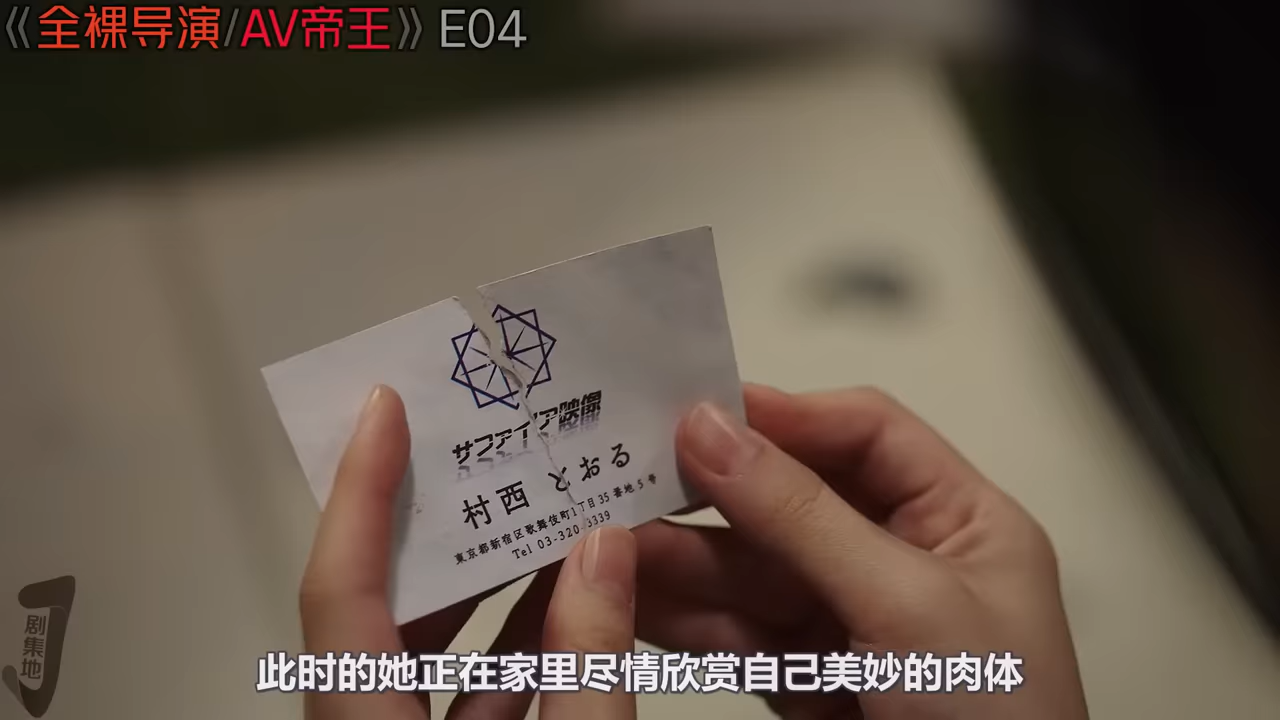 《全裸导演/AV帝王》E04
サファイア映像
村西 とおる
東京都新宿区歌舞伎町1丁目35番地5号
Tel 03-320-3339
剧集地
此时的她正在家里尽情欣赏自己美妙的肉体